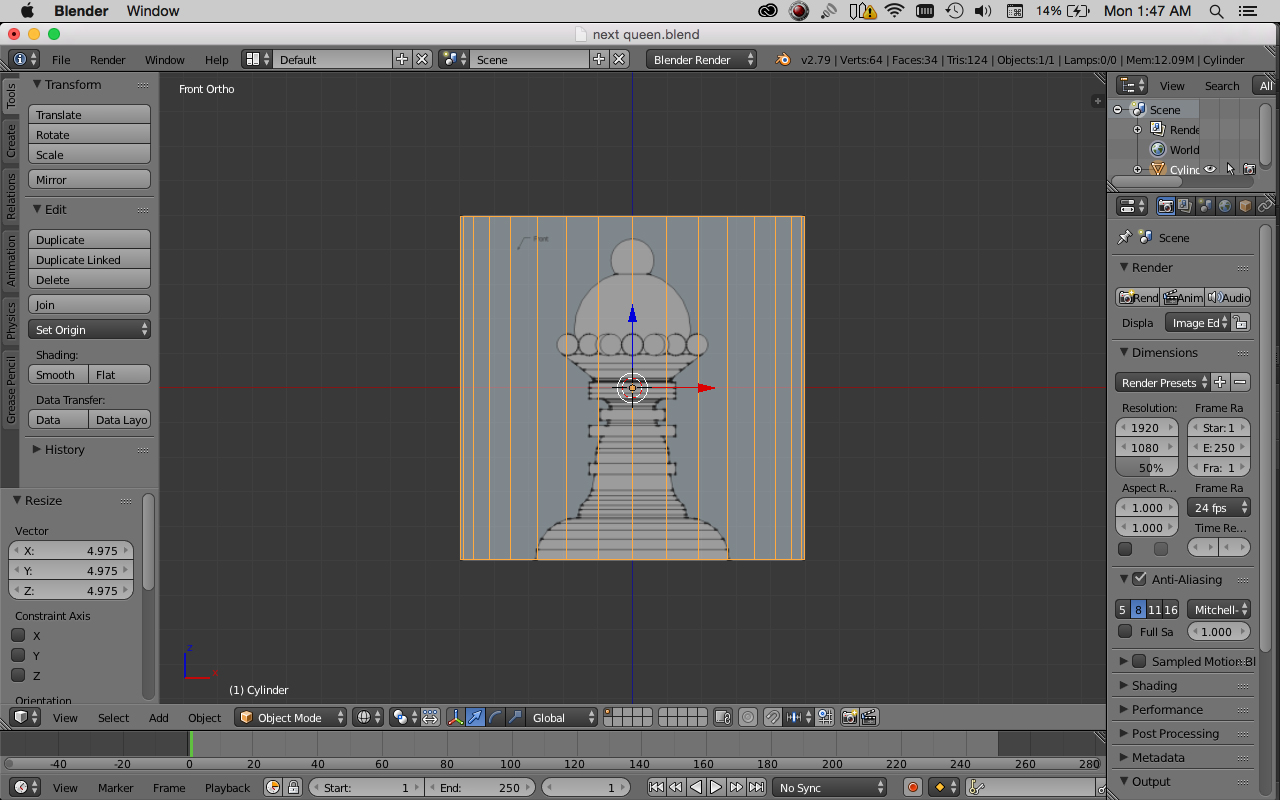 Blender Window 14% Mon 1:47 AM
next queen.blend
File Render Window Help Default Scene Blender Render v2.79 | Verts:64 | Faces:34 | Tris:124 | Objects:1/1 | Lamps:0/0 | Mem:12.09M | Cylinder
Tools
Create
Relations
Animation
Physics
Grease Pencil
Transform
Translate
Rotate
Scale
Mirror
Edit
Duplicate
Duplicate Linked
Delete
Join
Set Origin
Shading:
Smooth Flat
Data Transfer:
Data Data Layo
History
Resize
Vector
X: 4.975
Y: 4.975
Z: 4.975
Constraint Axis
X
Y
Z
Orientation
Front Ortho
Front
z
x
(1) Cylinder
View Search All
Scene
Rende
World
Cylinc
Scene
Render
Rend Anim Audio
Displa Image Ed
Dimensions
Render Presets
Resolution: Frame Ra
1920 Star: 1
1080 E: 250
50% Fra: 1
Aspect R... Frame Ra
1.000 24 fps
1.000 Time Re...
Anti-Aliasing
5 8 11 16 Mitchell-
Full Sa 1.000
Sampled Motion Bl
Shading
Performance
Post Processing
Metadata
Output
View Select Add Object Object Mode Global
-40 -20 0 20 40 60 80 100 120 140 160 180 200 220 240 260 280
View Marker Frame Playback Start: 1 End: 250 1 No Sync